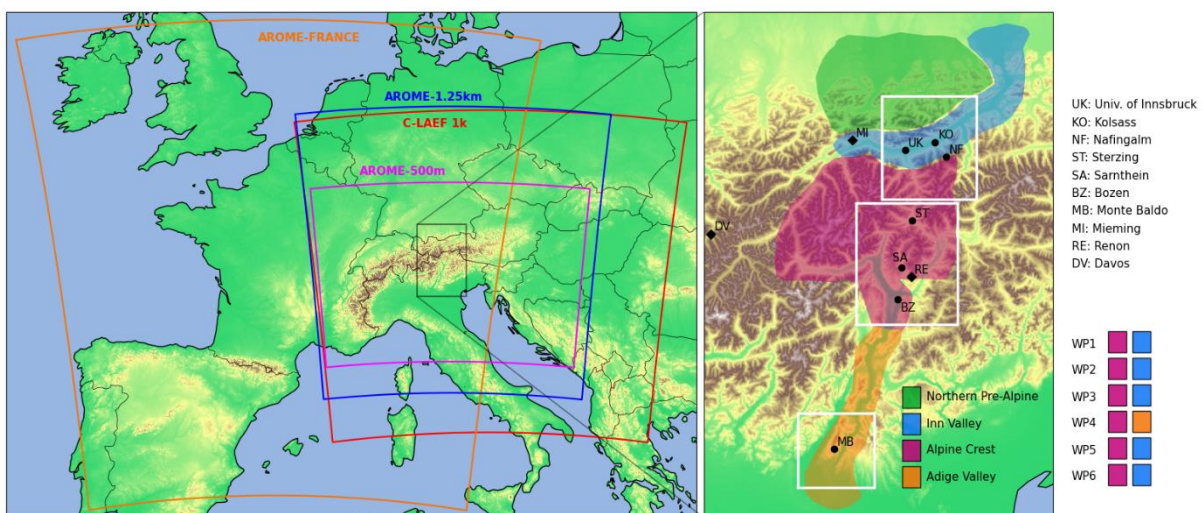 AROME-FRANCE
AROME-1.25km
C-LAEF 1k
AROME-500m
MI
KO
UK
NF
DV
ST
SA
RE
BZ
MB
Northern Pre-Alpine
Inn Valley
Alpine Crest
Adige Valley
UK: Univ. of Innsbruck
KO: Kolsass
NF: Nafingalm
ST: Sterzing
SA: Sarnthein
BZ: Bozen
MB: Monte Baldo
MI: Mieming
RE: Renon
DV: Davos
WP1
WP2
WP3
WP4
WP5
WP6